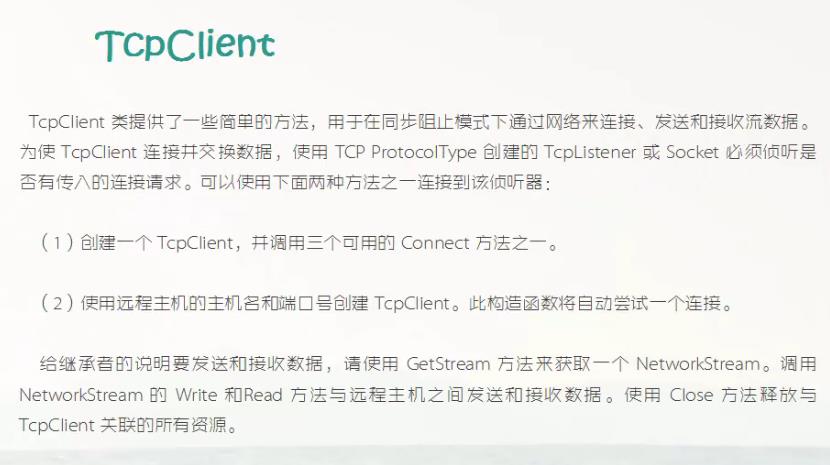 TcpClient
TcpClient 类提供了一些简单的方法，用于在同步阻止模式下通过网络来连接、发送和接收流数据。
为使 TcpClient 连接并交换数据，使用 TCP ProtocolType 创建的 TcpListener 或 Socket 必须侦听是
否有传入的连接请求。可以使用下面两种方法之一连接到该侦听器：
（1）创建一个 TcpClient，并调用三个可用的 Connect 方法之一。
（2）使用远程主机的主机名和端口号创建 TcpClient。此构造函数将自动尝试一个连接。
给继承者的说明要发送和接收数据，请使用 GetStream 方法来获取一个 NetworkStream。调用
NetworkStream 的 Write 和Read 方法与远程主机之间发送和接收数据。使用 Close 方法释放与
TcpClient 关联的所有资源。